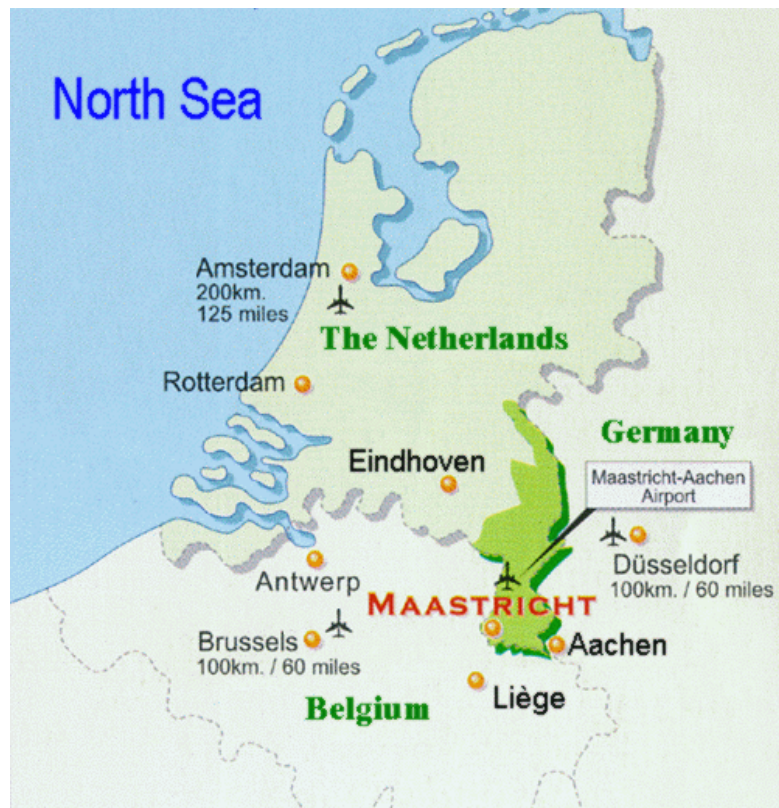 North Sea
Amsterdam
200km.
125 miles
The Netherlands
Rotterdam
Germany
Eindhoven
Maastricht-Aachen
Airport
Antwerp
Düsseldorf
100km. / 60 miles
MAASTRICHT
Brussels
100km. / 60 miles
Aachen
Belgium
Liège